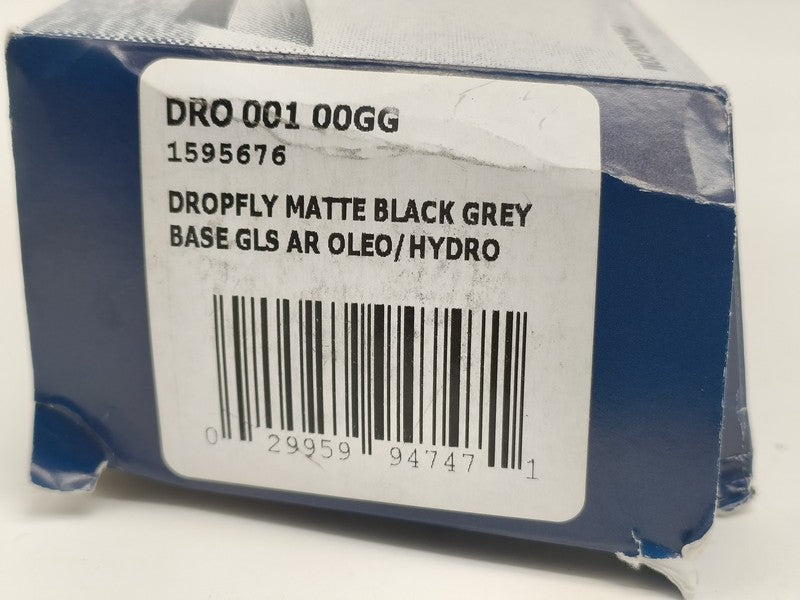 DRO 001 00GG
1595676
DROPFLY MATTE BLACK GREY
BASE GLS AR OLEO/HYDRO
0 29959 94747 1